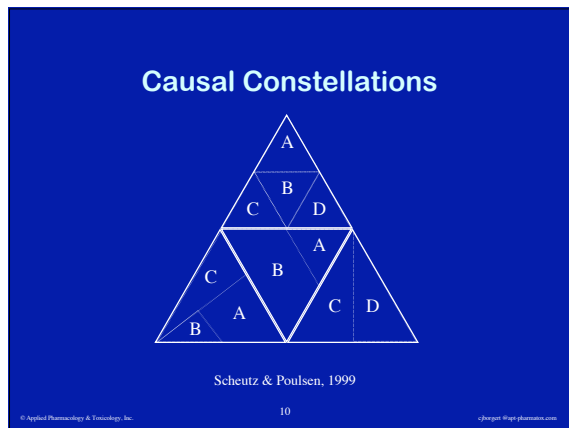 Causal Constellations
A
B
C D
A
B
C
C D
A
B
Scheutz & Poulsen, 1999
© Applied Pharmacology & Toxicology, Inc. 10 cjborgert @apt-pharmatox.com